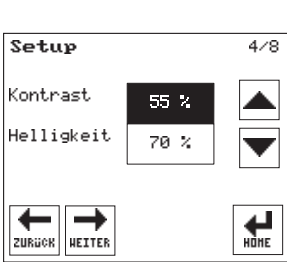 Setup 4/8
Kontrast 55 %
Helligkeit 70 %
ZURÜCK WEITER HOME